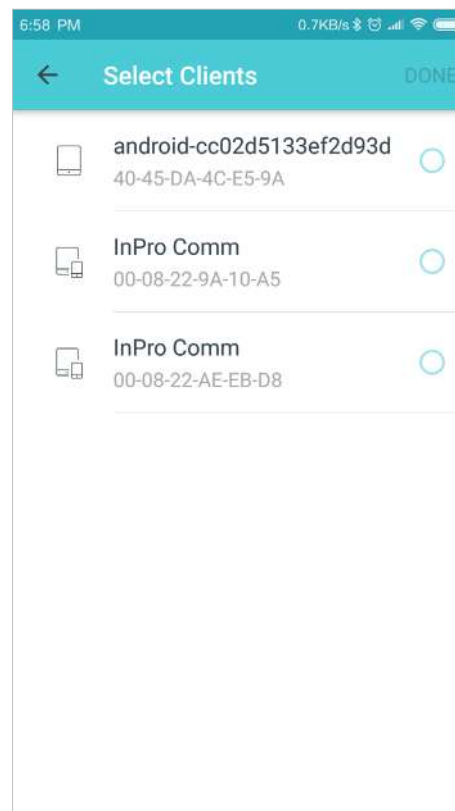 6:58 PM 0.7KB/s
Select Clients DONE
android-cc02d5133ef2d93d
40-45-DA-4C-E5-9A
InPro Comm
00-08-22-9A-10-A5
InPro Comm
00-08-22-AE-EB-D8